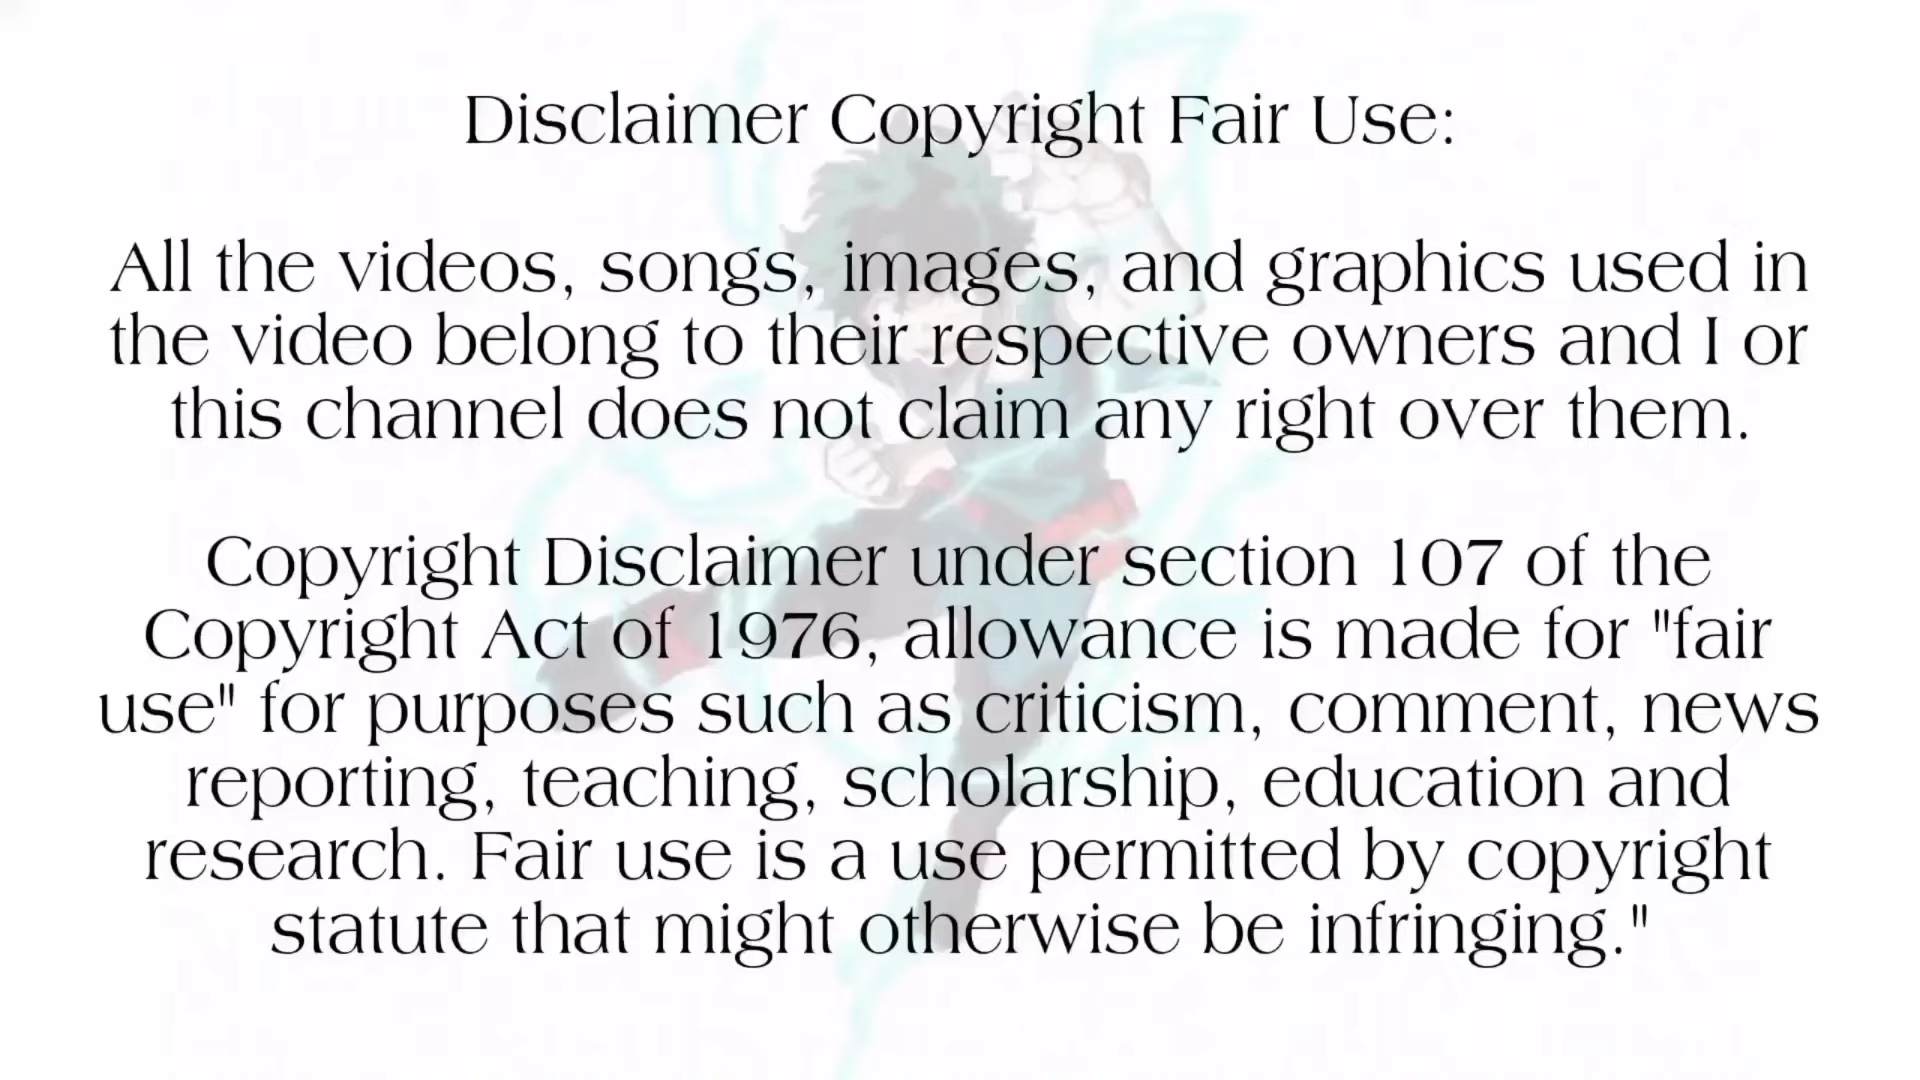 Disclaimer Copyright Fair Use:
All the videos, songs, images, and graphics used in
the video belong to their respective owners and I or
this channel does not claim any right over them.
Copyright Disclaimer under section 107 of the
Copyright Act of 1976, allowance is made for "fair
use" for purposes such as criticism, comment, news
reporting, teaching, scholarship, education and
research. Fair use is a use permitted by copyright
statute that might otherwise be infringing."